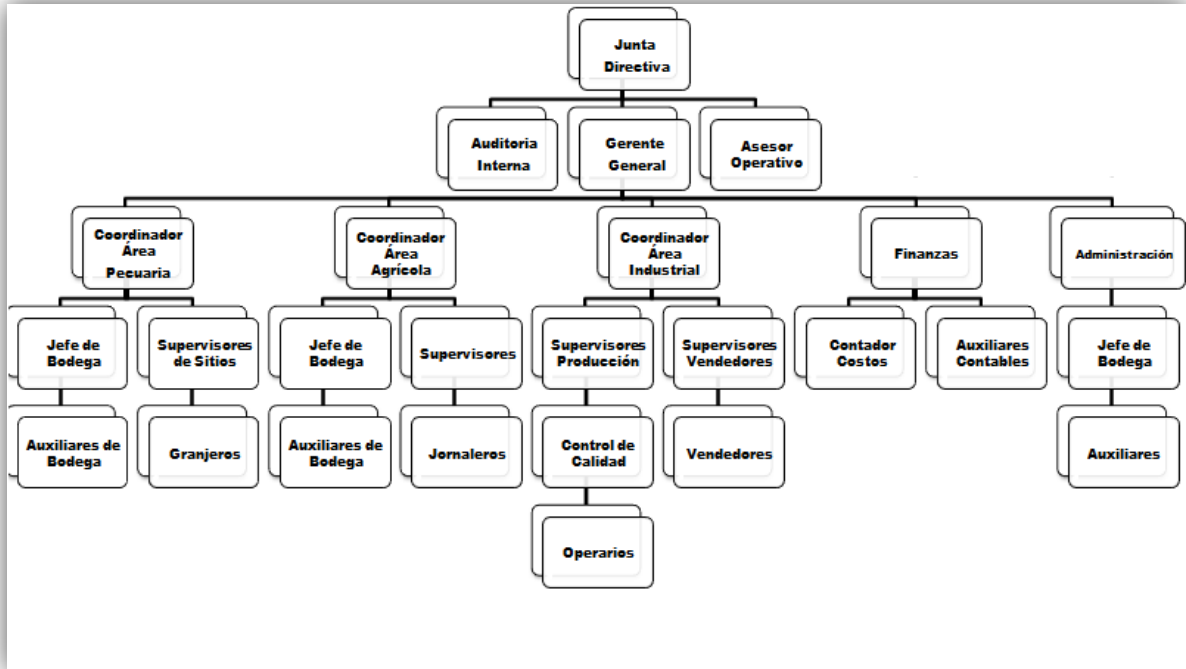 Junta
Directiva
Auditoria
Interna
Gerente
General
Asesor
Operativo
Coordinador
Área
Pecuaria
Coordinador
Área
Agrícola
Coordinador
Área
Industrial
Finanzas
Administración
Jefe de
Bodega
Supervisores
de Sitios
Jefe de
Bodega
Supervisores
Supervisores
Producción
Supervisores
Vendedores
Contador
Costos
Auxiliares
Contables
Jefe de
Bodega
Auxiliares de
Bodega
Granjeros
Auxiliares de
Bodega
Jornaleros
Control de
Calidad
Vendedores
Auxiliares
Operarios